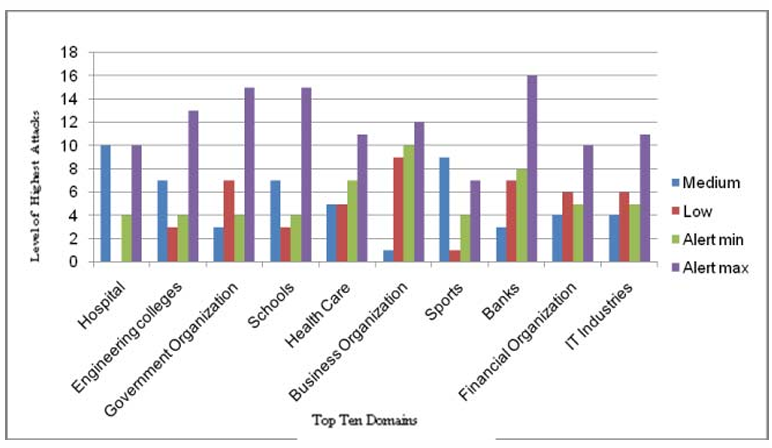 18
16
14
12
10
8
6
4
2
0
Level of Highest Attacks
Hospital
Engineering colleges
Government Organization
Schools
Health Care
Business Organization
Sports
Banks
Financial Organization
IT Industries
Top Ten Domains
Medium
Low
Alert min
Alert max